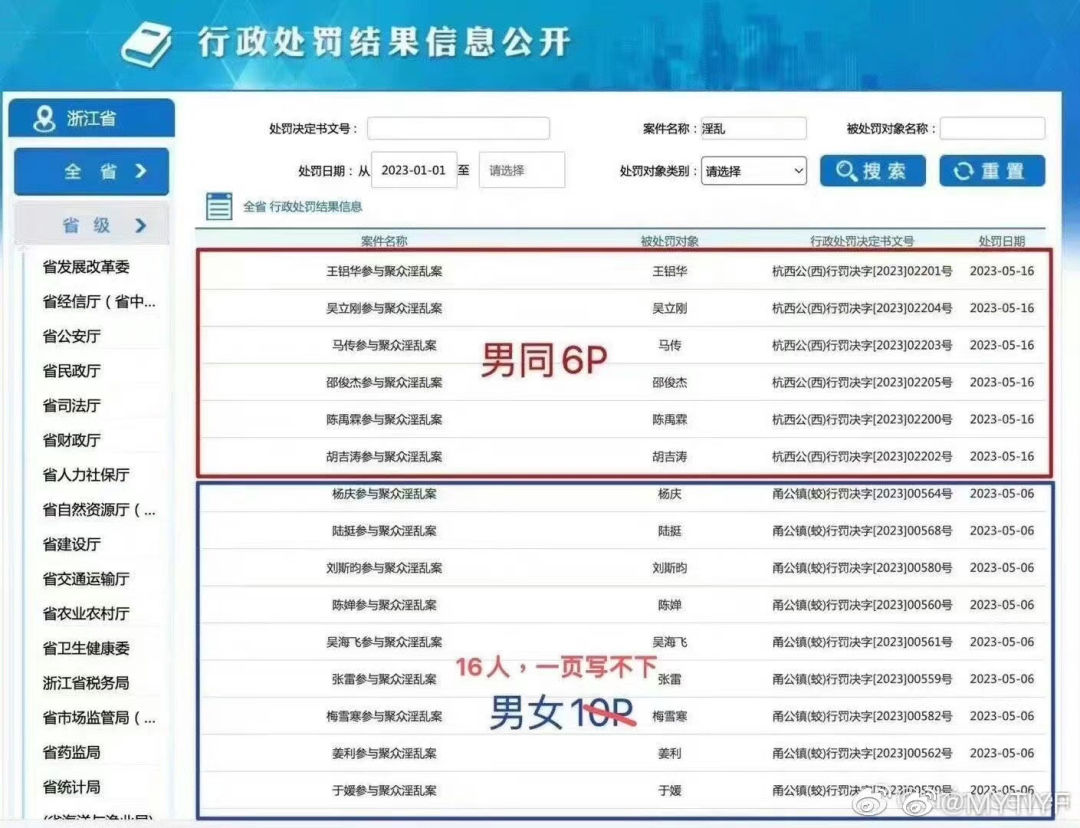 行政处罚结果信息公开
浙江省
全 省
省 级
省发展改革委
省经信厅（省中...
省公安厅
省民政厅
省司法厅
省财政厅
省人力社保厅
省自然资源厅（...
省建设厅
省交通运输厅
省农业农村厅
省卫生健康委
浙江省税务局
省市场监管局（...
省药监局
省统计局
处罚决定书文号： 案件名称： 淫乱 被处罚对象名称：
处罚日期：从 2023-01-01 至 请选择 处罚对象类别： 请选择 搜索 重置
全省 行政处罚结果信息
案件名称 被处罚对象 行政处罚决定书文号 处罚日期
王铝华参与聚众淫乱案 王铝华 杭西公(西)行罚决字[2023]02201号 2023-05-16
吴立刚参与聚众淫乱案 吴立刚 杭西公(西)行罚决字[2023]02204号 2023-05-16
马传参与聚众淫乱案 马传 杭西公(西)行罚决字[2023]02203号 2023-05-16
男同6P
邵俊杰参与聚众淫乱案 邵俊杰 杭西公(西)行罚决字[2023]02205号 2023-05-16
陈禹霖参与聚众淫乱案 陈禹霖 杭西公(西)行罚决字[2023]02200号 2023-05-16
胡吉涛参与聚众淫乱案 胡吉涛 杭西公(西)行罚决字[2023]02202号 2023-05-16
杨庆参与聚众淫乱案 杨庆 甬公镇(蛟)行罚决字[2023]00564号 2023-05-06
陆挺参与聚众淫乱案 陆挺 甬公镇(蛟)行罚决字[2023]00568号 2023-05-06
刘斯昀参与聚众淫乱案 刘斯昀 甬公镇(蛟)行罚决字[2023]00580号 2023-05-06
陈婵参与聚众淫乱案 陈婵 甬公镇(蛟)行罚决字[2023]00560号 2023-05-06
吴海飞参与聚众淫乱案 吴海飞 甬公镇(蛟)行罚决字[2023]00561号 2023-05-06
16人，一页写不下
张雷参与聚众淫乱案 张雷 甬公镇(蛟)行罚决字[2023]00559号 2023-05-06
男女10P
梅雪寒参与聚众淫乱案 梅雪寒 甬公镇(蛟)行罚决字[2023]00582号 2023-05-06
姜利参与聚众淫乱案 姜利 甬公镇(蛟)行罚决字[2023]00562号 2023-05-06
于嫒参与聚众淫乱案 于嫒 甬公镇(蛟)行罚决字[2023]00579号 2023-05-06